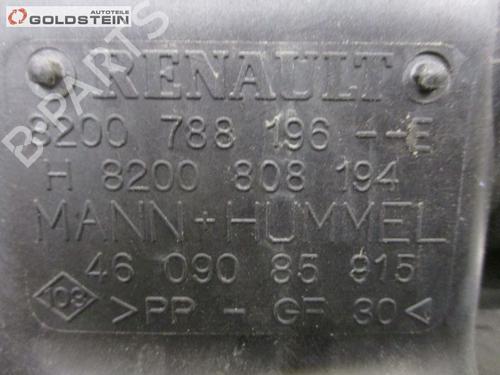 AUTOTEILE
GOLDSTEIN
B-PARTS
RENAULT
8200 788 196 --E
H 8200 808 194
MANN+HUMMEL
46 090 85 915
103 >PP - GF 30<